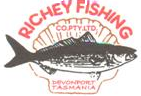 RICHEY FISHING
CO. PTY. LTD.
DEVONPORT
TASMANIA